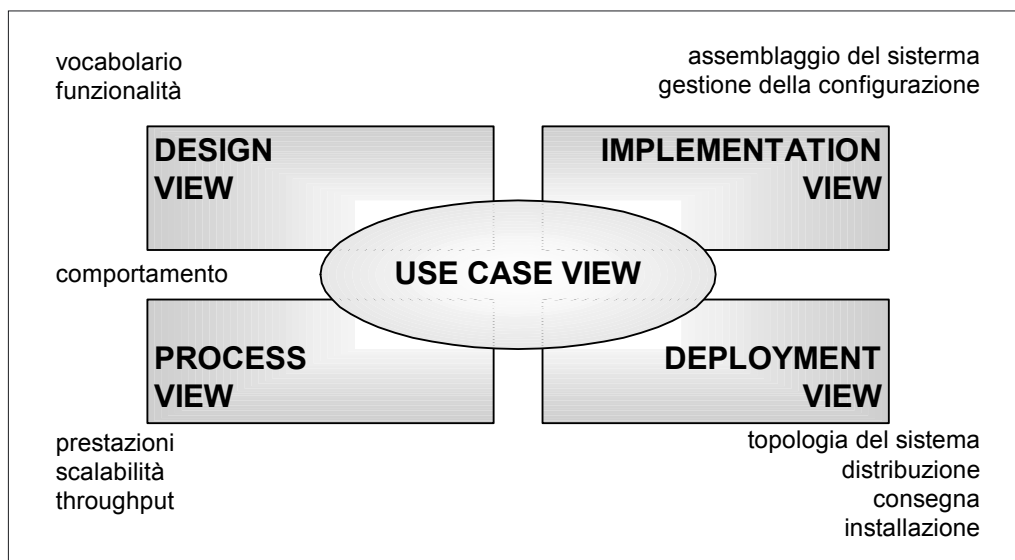 vocabolario
funzionalità
assemblaggio del sisterma
gestione della configurazione
DESIGN
VIEW
IMPLEMENTATION
VIEW
comportamento
USE CASE VIEW
PROCESS
VIEW
DEPLOYMENT
VIEW
prestazioni
scalabilità
throughput
topologia del sistema
distribuzione
consegna
installazione